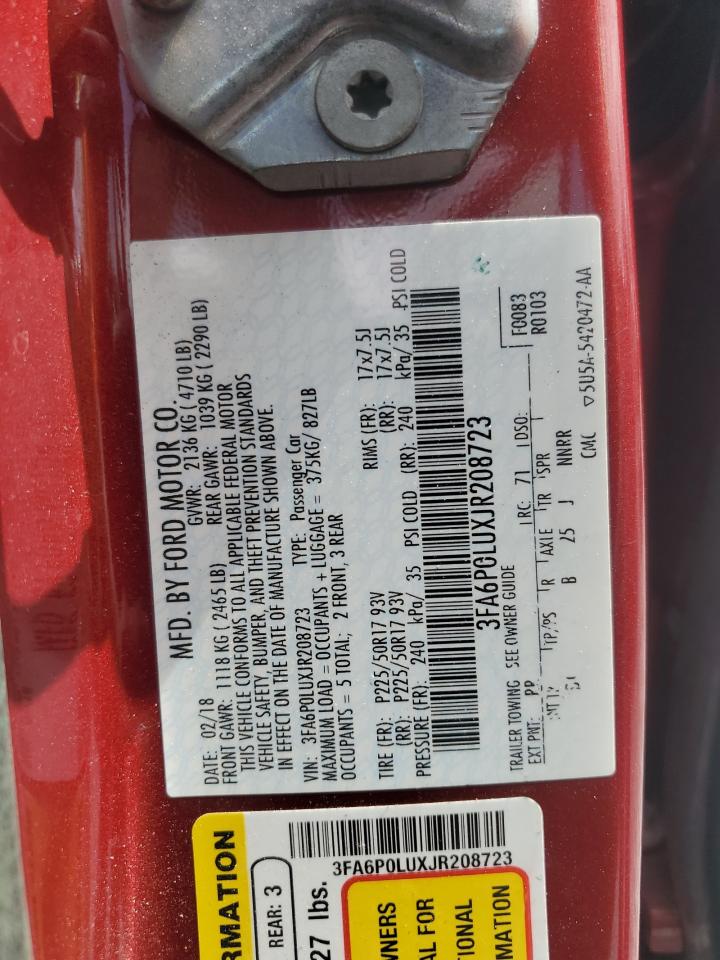 MFD. BY FORD MOTOR CO.
DATE: 02/18 GVWR: 2136 KG ( 4710 LB)
FRONT GAWR: 1118 KG ( 2465 LB) REAR GAWR: 1039 KG ( 2290 LB)
THIS VEHICLE CONFORMS TO ALL APPLICABLE FEDERAL MOTOR
VEHICLE SAFETY, BUMPER, AND THEFT PREVENTION STANDARDS
IN EFFECT ON THE DATE OF MANUFACTURE SHOWN ABOVE.
VIN: 3FA6P0LUXJR208723 TYPE: Passenger Car
MAXIMUM LOAD = OCCUPANTS + LUGGAGE = 375KG/ 827LB
OCCUPANTS = 5 TOTAL; 2 FRONT, 3 REAR
TIRE (FR): P225/50R17 93V RIMS (FR): 17x7.5J
(RR): P225/50R17 93V (RR): 17x7.5J
PRESSURE (FR): 240 kPa/ 35 PSI COLD (RR): 240 kPa/ 35 PSI COLD
3FA6P0LUXJR208723
F0083
R0103
TRAILER TOWING SEE OWNER GUIDE RC: 71 DSO:
EXT PNT: PP TP/PS R AXLE TR SPR
B 25 J NNRR
CMC ▽5U5A-5420472-AA
RMATION
REAR: 3
27 lbs.
3FA6P0LUXJR208723
WNERS
AL FOR
TIONAL
MATION